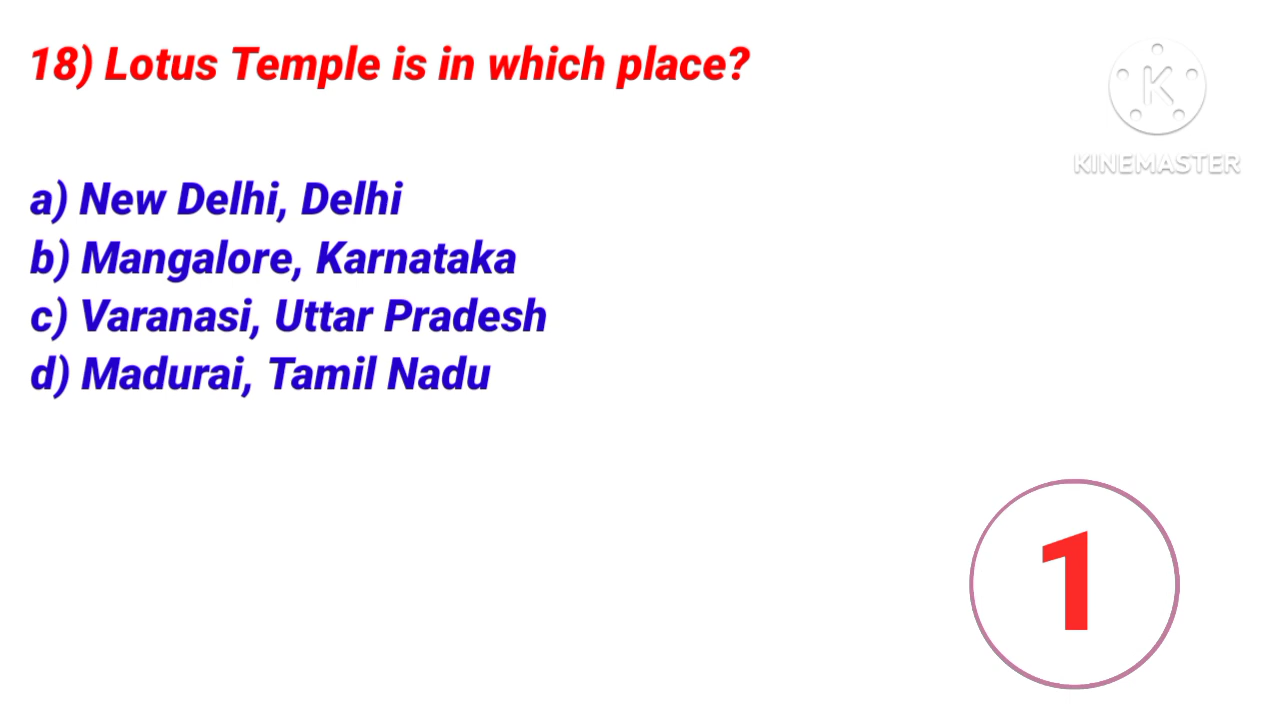 18) Lotus Temple is in which place?
K
KINEMASTER
a) New Delhi, Delhi
b) Mangalore, Karnataka
c) Varanasi, Uttar Pradesh
d) Madurai, Tamil Nadu
1